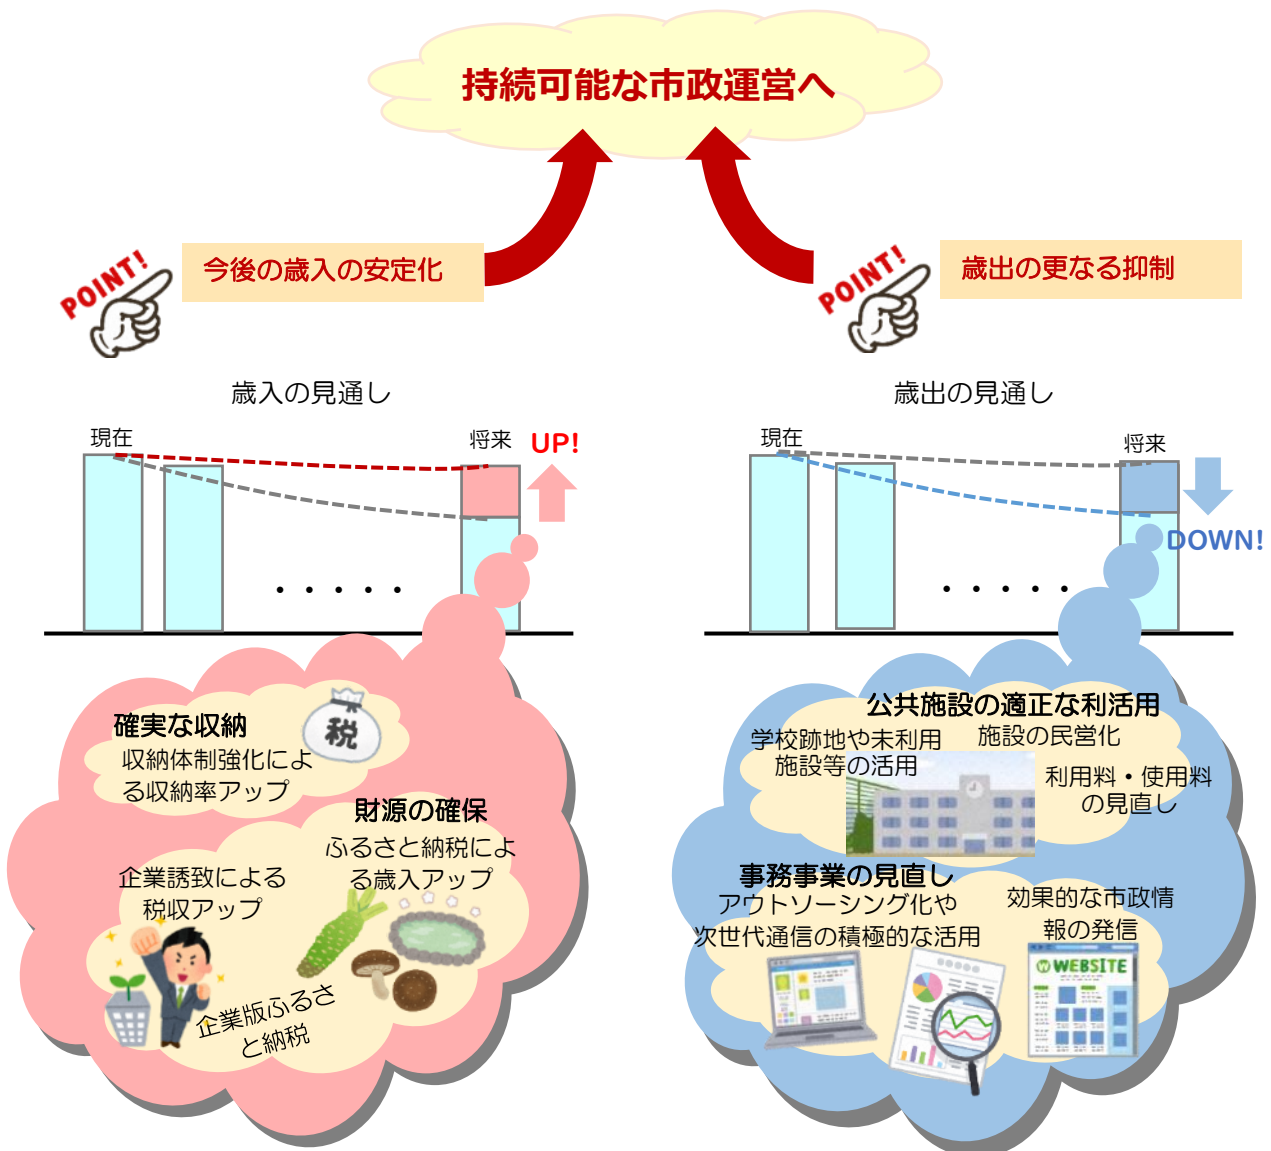 持続可能な市政運営へ
POINT!
今後の歳入の安定化
POINT!
歳出の更なる抑制
歳入の見通し
現在
将来
UP!
・・・・・
歳出の見通し
現在
将来
DOWN!
・・・・・
確実な収納
収納体制強化によ
る収納率アップ
税
財源の確保
ふるさと納税によ
る歳入アップ
企業誘致による
税収アップ
企業版ふるさ
と納税
公共施設の適正な利活用
学校跡地や未利用
施設等の活用
施設の民営化
利用料・使用料
の見直し
事務事業の見直し
アウトソーシング化や
次世代通信の積極的な活用
効果的な市政情
報の発信
W WEBSITE